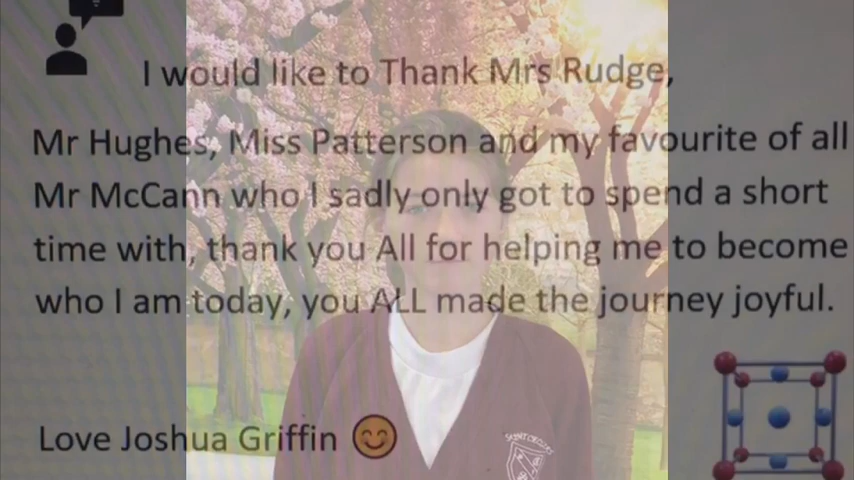 I would like to Thank Mrs Rudge,
Mr Hughes, Miss Patterson and my favourite of all
Mr McCann who I sadly only got to spend a short
time with, thank you All for helping me to become
who I am today, you ALL made the journey joyful.
Love Joshua Griffin